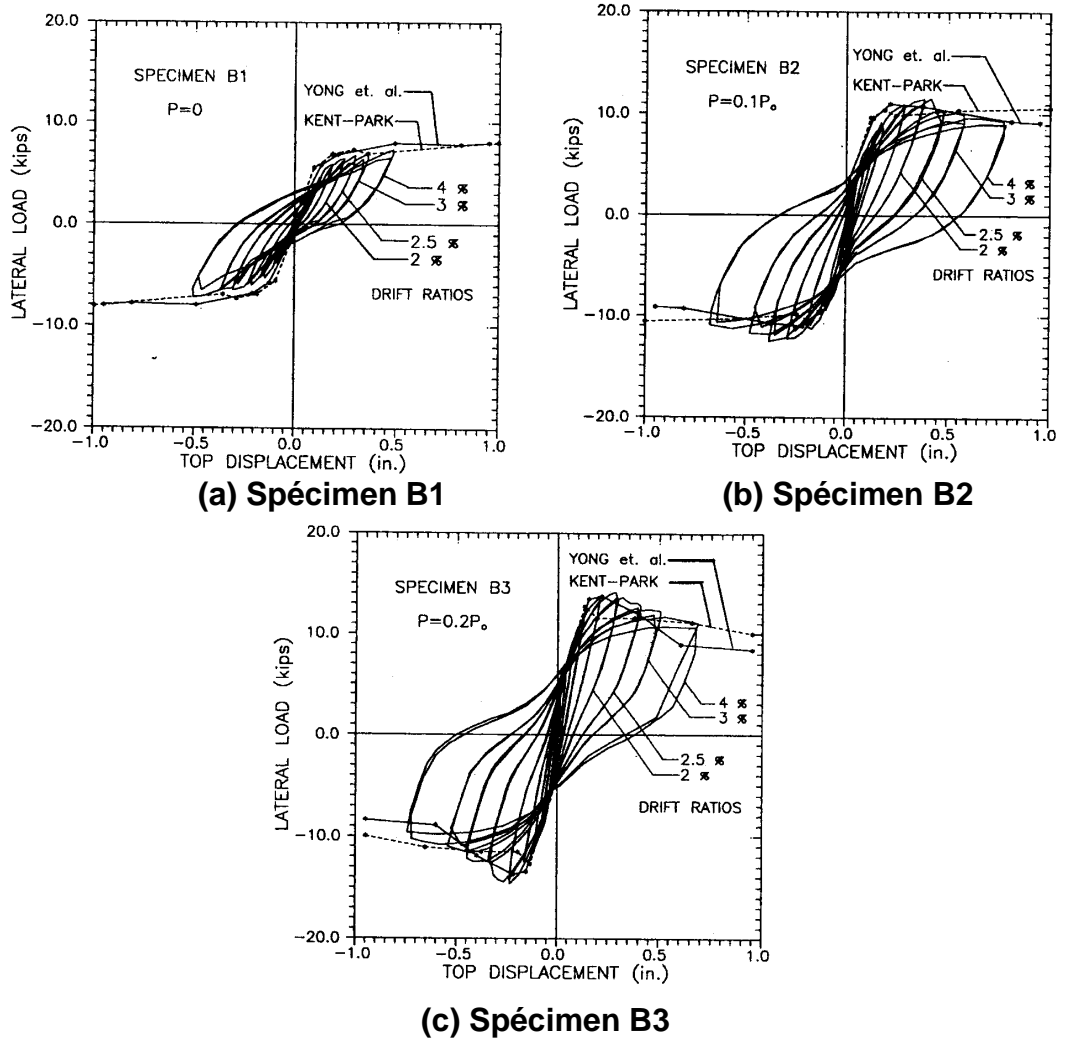 20.0
10.0
0.0
−10.0
−20.0
LATERAL LOAD (kips)
SPECIMEN B1
P=0
YONG et. al.
KENT−PARK
4 %
3 %
2.5 %
2 %
DRIFT RATIOS
−1.0 −0.5 0.0 0.5 1.0
TOP DISPLACEMENT (in.)
(a) Spécimen B1
20.0
10.0
0.0
−10.0
−20.0
LATERAL LOAD (kips)
SPECIMEN B2
P=0.1Pₒ
YONG et. al.
KENT−PARK
4 %
3 %
2.5 %
2 %
DRIFT RATIOS
−1.0 −0.5 0.0 0.5 1.0
TOP DISPLACEMENT (in.)
(b) Spécimen B2
20.0
10.0
0.0
−10.0
−20.0
LATERAL LOAD (kips)
SPECIMEN B3
P=0.2Pₒ
YONG et. al.
KENT−PARK
4 %
3 %
2.5 %
2 %
DRIFT RATIOS
−1.0 −0.5 0.0 0.5 1.0
TOP DISPLACEMENT (in.)
(c) Spécimen B3